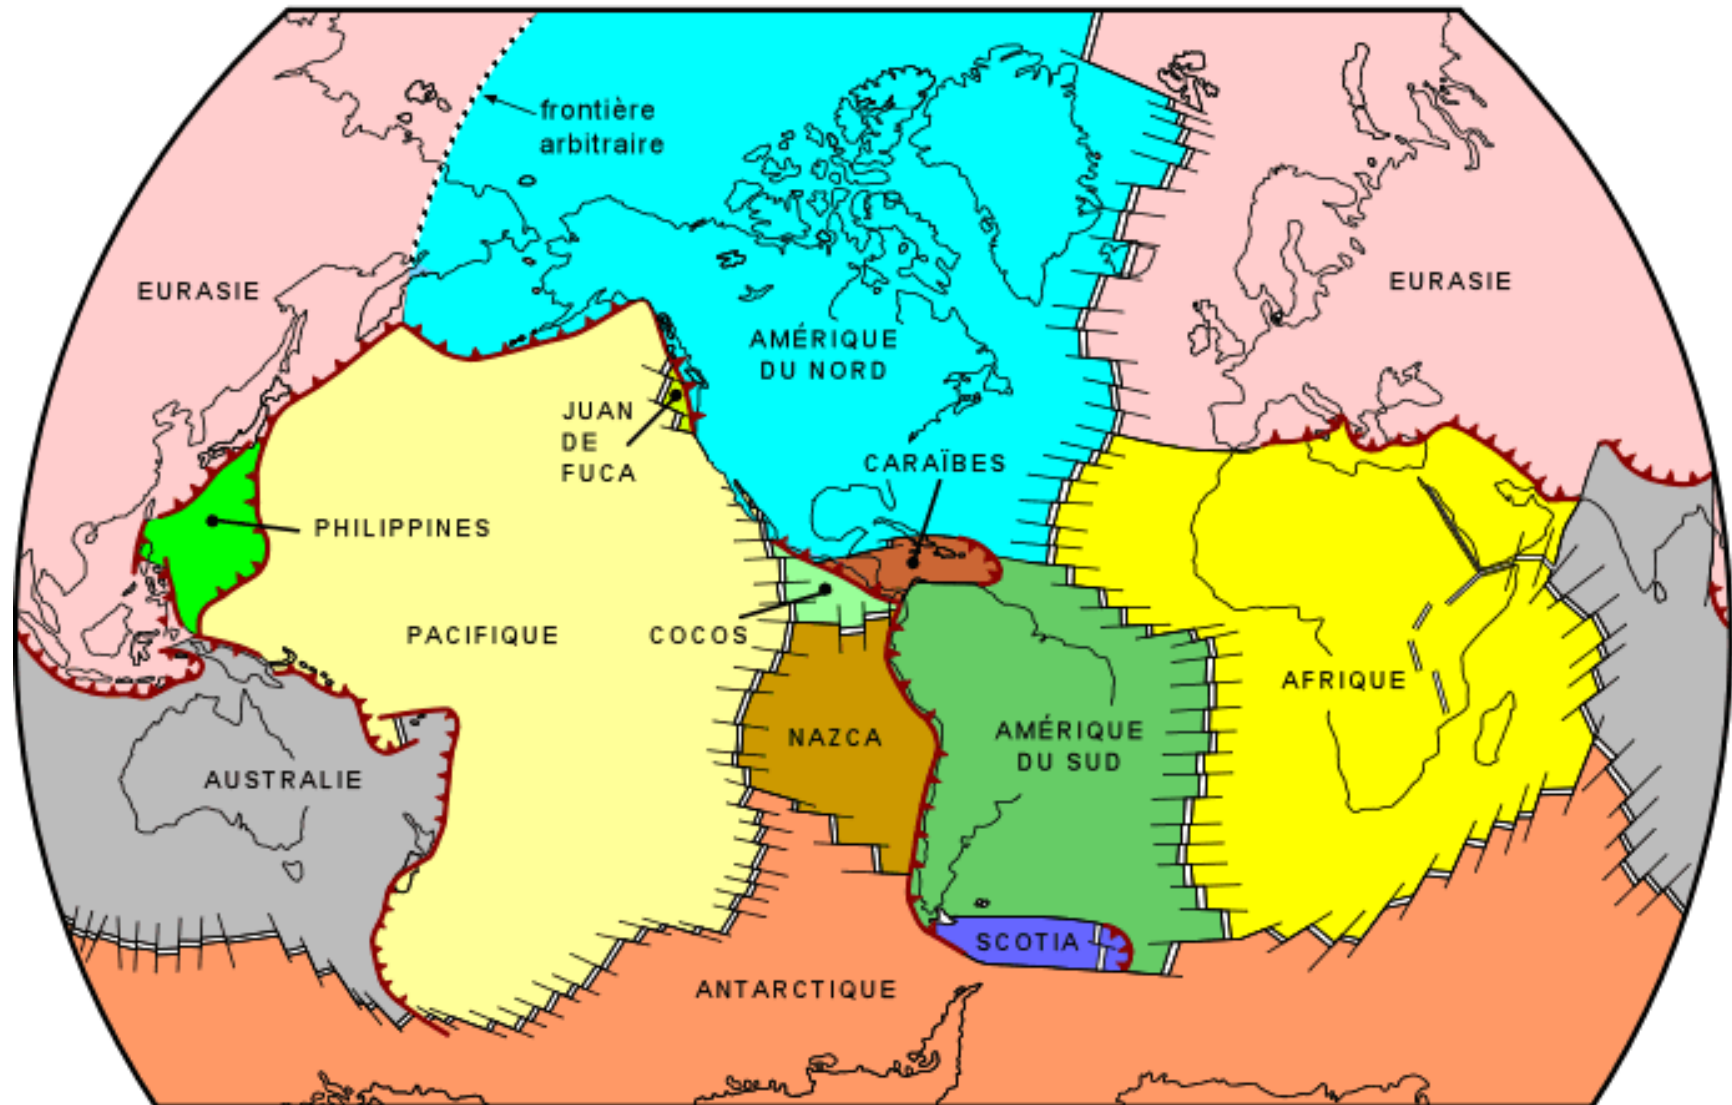 frontière
arbitraire
EURASIE
EURASIE
AMÉRIQUE
DU NORD
JUAN
DE
FUCA
CARAÏBES
PHILIPPINES
PACIFIQUE
COCOS
AFRIQUE
NAZCA
AMÉRIQUE
DU SUD
AUSTRALIE
SCOTIA
ANTARCTIQUE